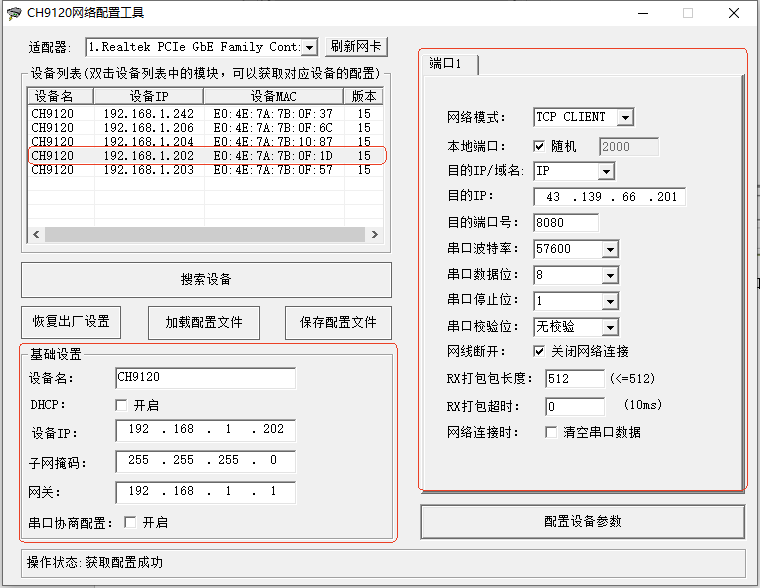 CH9120网络配置工具
适配器: 1.Realtek PCIe GbE Family Cont: 刷新网卡
设备列表(双击设备列表中的模块，可以获取对应设备的配置)
设备名 设备IP 设备MAC 版本
CH9120 192.168.1.242 E0:4E:7A:7B:0F:37 15
CH9120 192.168.1.206 E0:4E:7A:7B:0F:6C 15
CH9120 192.168.1.204 E0:4E:7A:7B:10:87 15
CH9120 192.168.1.202 E0:4E:7A:7B:0F:1D 15
CH9120 192.168.1.203 E0:4E:7A:7B:0F:57 15
搜索设备
恢复出厂设置 加载配置文件 保存配置文件
基础设置
设备名: CH9120
DHCP: 开启
设备IP: 192 . 168 . 1 . 202
子网掩码: 255 . 255 . 255 . 0
网关: 192 . 168 . 1 . 1
串口协商配置: 开启
端口1
网络模式: TCP CLIENT
本地端口: 随机 2000
目的IP/域名: IP
目的IP: 43 . 139 . 66 . 201
目的端口号: 8080
串口波特率: 57600
串口数据位: 8
串口停止位: 1
串口校验位: 无校验
网线断开: 关闭网络连接
RX打包包长度: 512 (<=512)
RX打包超时: 0 (10ms)
网络连接时: 清空串口数据
配置设备参数
操作状态:获取配置成功